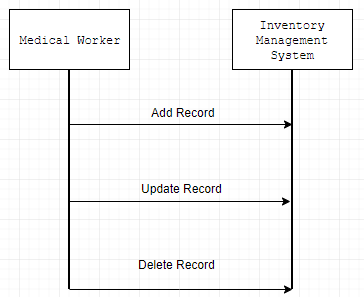 Medical Worker
Inventory
Management
System
Add Record
Update Record
Delete Record